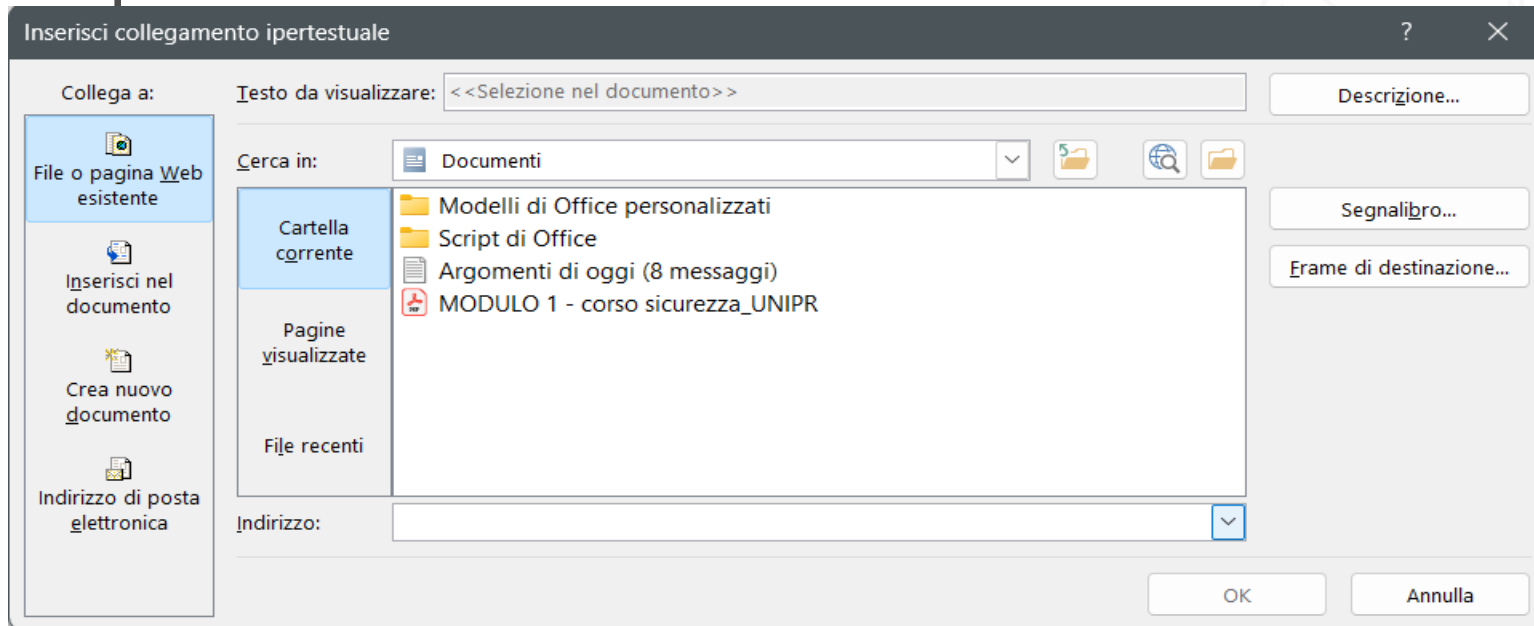 Inserisci collegamento ipertestuale
?
Collega a:
Testo da visualizzare:
<<Selezione nel documento>>
Descrizione...
File o pagina Web
esistente
Cerca in:
Documenti
Cartella
corrente
Modelli di Office personalizzati
Script di Office
Argomenti di oggi (8 messaggi)
MODULO 1 - corso sicurezza_UNIPR
Segnalibro...
Frame di destinazione...
Inserisci nel
documento
Pagine
visualizzate
Crea nuovo
documento
File recenti
Indirizzo di posta
elettronica
Indirizzo:
OK
Annulla